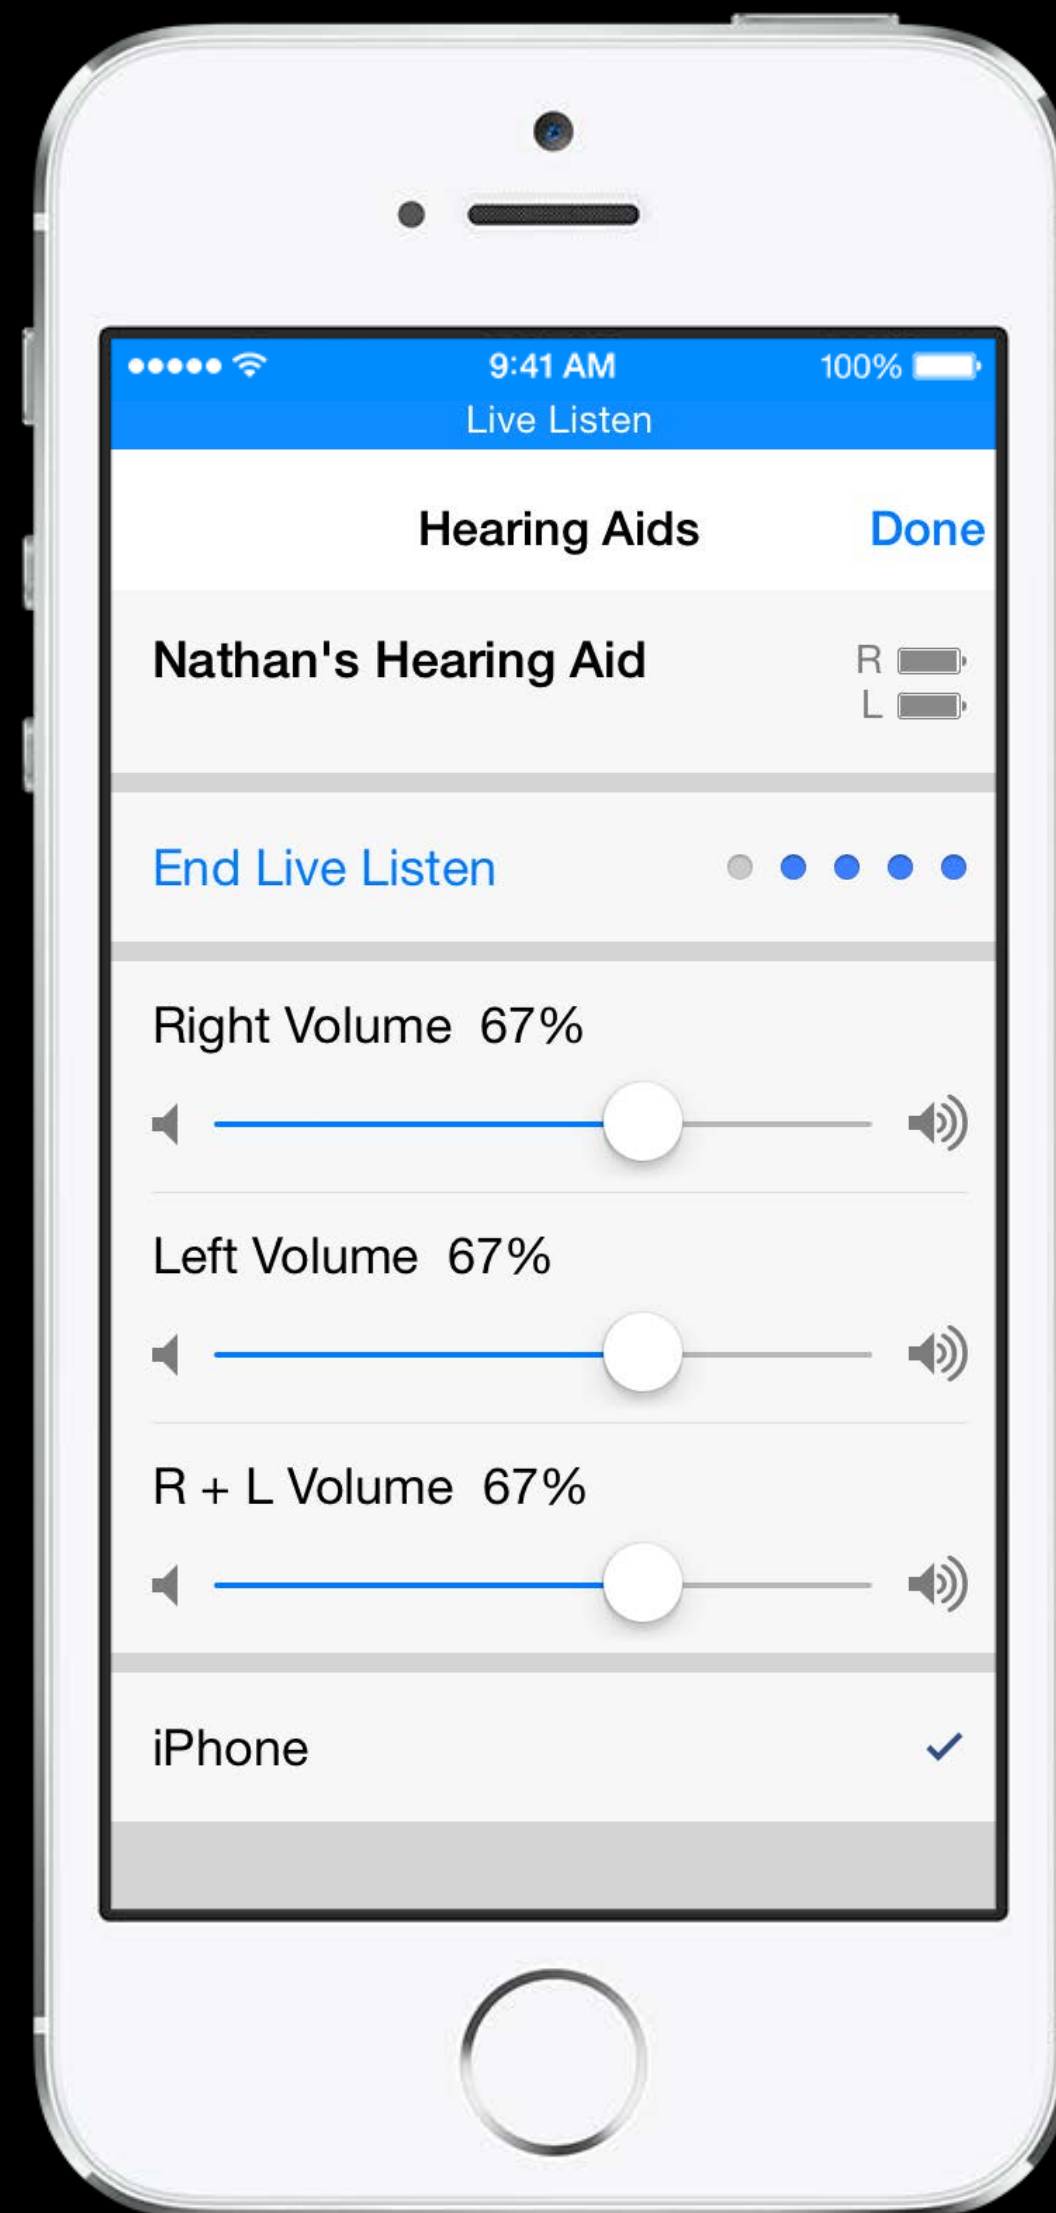 9:41 AM 100%
Live Listen
Hearing Aids Done
Nathan's Hearing Aid R
L
End Live Listen
Right Volume 67%
Left Volume 67%
R + L Volume 67%
iPhone